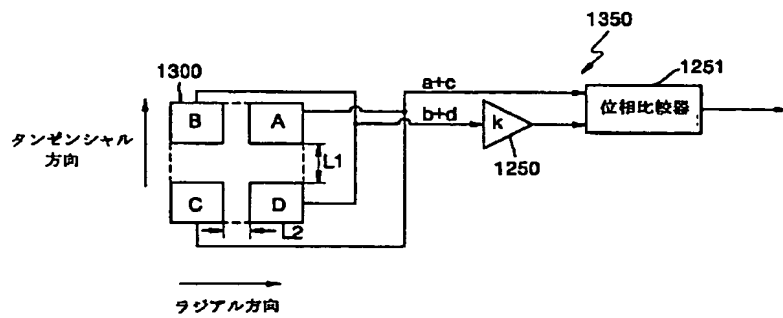 1350
1300
1251
a+c
B
A
位相比較器
b+d
k
タンゼンシャル
方向
L1
1250
C
D
L2
ラジアル方向